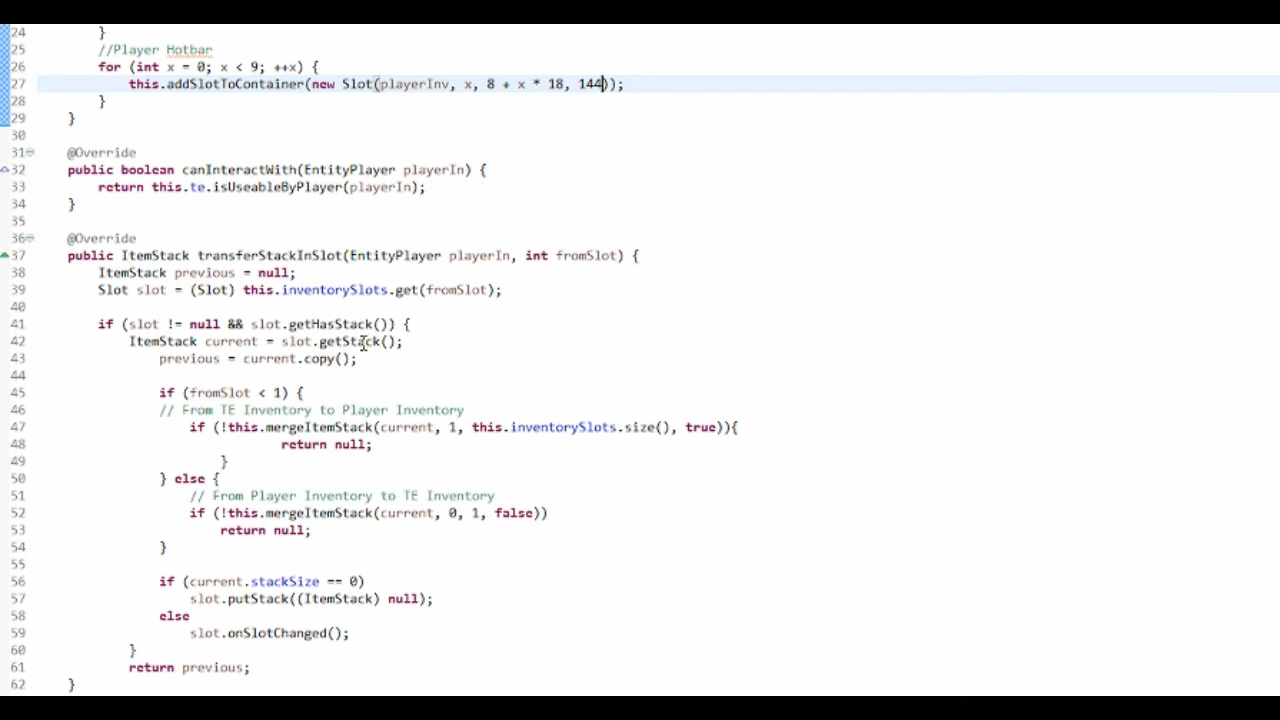 24 }
25 //Player Hotbar
26 for (int x = 0; x < 9; ++x) {
27 this.addSlotToContainer(new Slot(playerInv, x, 8 + x * 18, 144));
28 }
29 }
30
31 @Override
32 public boolean canInteractWith(EntityPlayer playerIn) {
33 return this.te.isUseableByPlayer(playerIn);
34 }
35
36 @Override
37 public ItemStack transferStackInSlot(EntityPlayer playerIn, int fromSlot) {
38 ItemStack previous = null;
39 Slot slot = (Slot) this.inventorySlots.get(fromSlot);
40
41 if (slot != null && slot.getHasStack()) {
42 ItemStack current = slot.getStack();
43 previous = current.copy();
44
45 if (fromSlot < 1) {
46 // From TE Inventory to Player Inventory
47 if (!this.mergeItemStack(current, 1, this.inventorySlots.size(), true)){
48 return null;
49 }
50 } else {
51 // From Player Inventory to TE Inventory
52 if (!this.mergeItemStack(current, 0, 1, false))
53 return null;
54 }
55
56 if (current.stackSize == 0)
57 slot.putStack((ItemStack) null);
58 else
59 slot.onSlotChanged();
60 }
61 return previous;
62 }